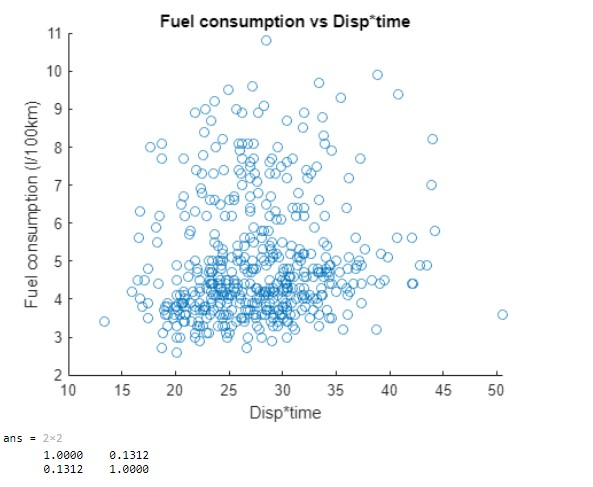 Fuel consumption vs Disp*time
11
10
9
8
7
6
5
4
3
2
Fuel consumption (l/100km)
10 15 20 25 30 35 40 45 50
Disp*time
ans = 2×2
1.0000 0.1312
0.1312 1.0000